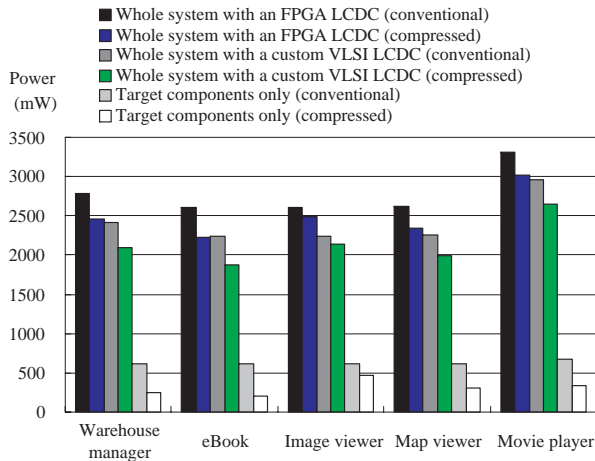 Whole system with an FPGA LCDC (conventional)
Whole system with an FPGA LCDC (compressed)
Whole system with a custom VLSI LCDC (conventional)
Whole system with a custom VLSI LCDC (compressed)
Target components only (conventional)
Target components only (compressed)
Power
(mW)
3500
3000
2500
2000
1500
1000
500
0
Warehouse
manager
eBook
Image viewer
Map viewer
Movie player